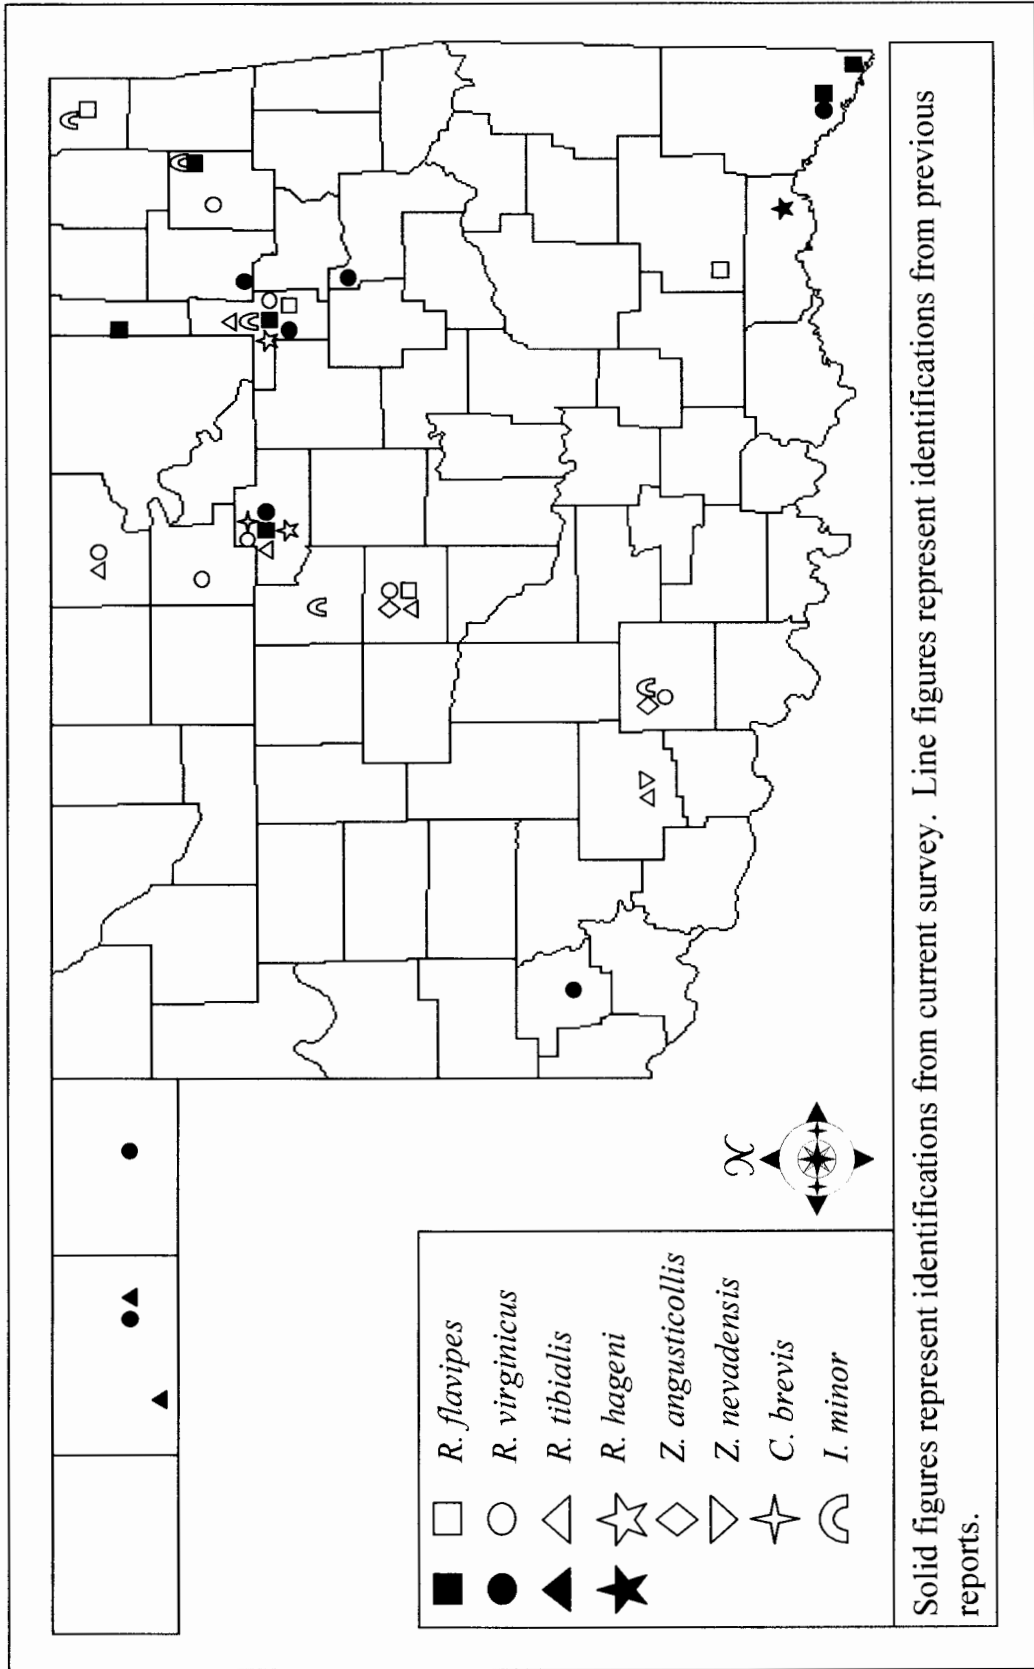 N
R. flavipes
R. virginicus
R. tibialis
R. hageni
Z. angusticollis
Z. nevadensis
C. brevis
I. minor
Solid figures represent identifications from current survey.  Line figures represent identifications from previous
reports.